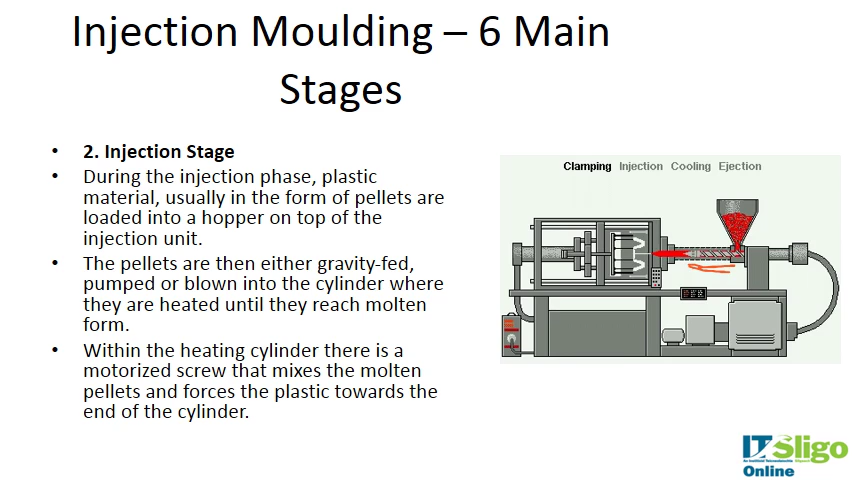 Injection Moulding – 6 Main
Stages
• 2. Injection Stage
• During the injection phase, plastic
material, usually in the form of pellets are
loaded into a hopper on top of the
injection unit.
• The pellets are then either gravity-fed,
pumped or blown into the cylinder where
they are heated until they reach molten
form.
• Within the heating cylinder there is a
motorized screw that mixes the molten
pellets and forces the plastic towards the
end of the cylinder.
Clamping Injection Cooling Ejection
IT Sligo
Online